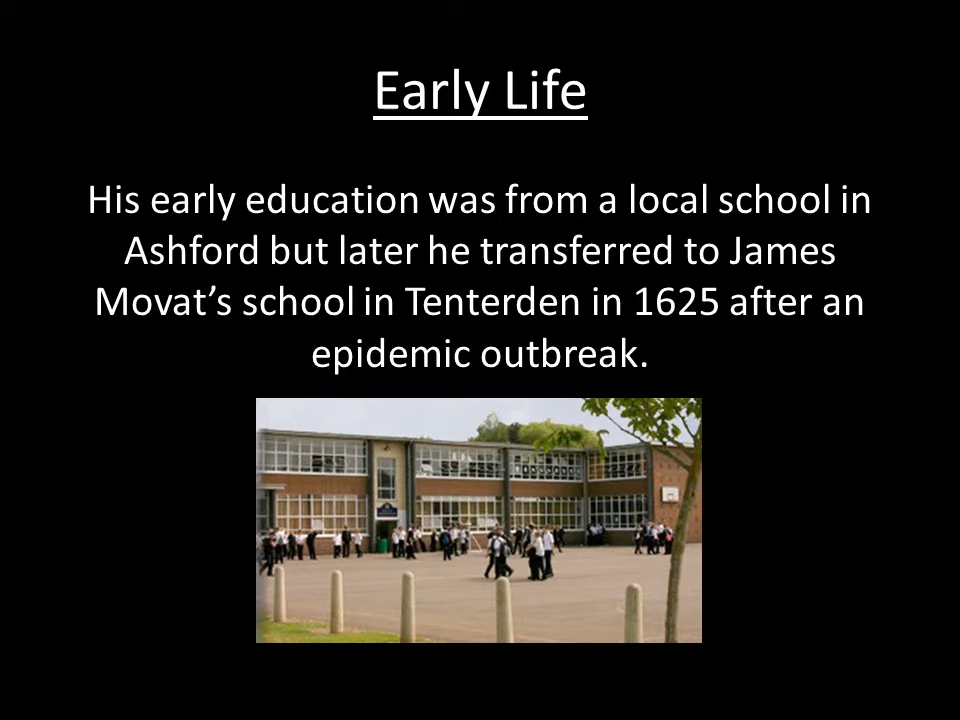 Early Life
His early education was from a local school in
Ashford but later he transferred to James
Movat’s school in Tenterden in 1625 after an
epidemic outbreak.